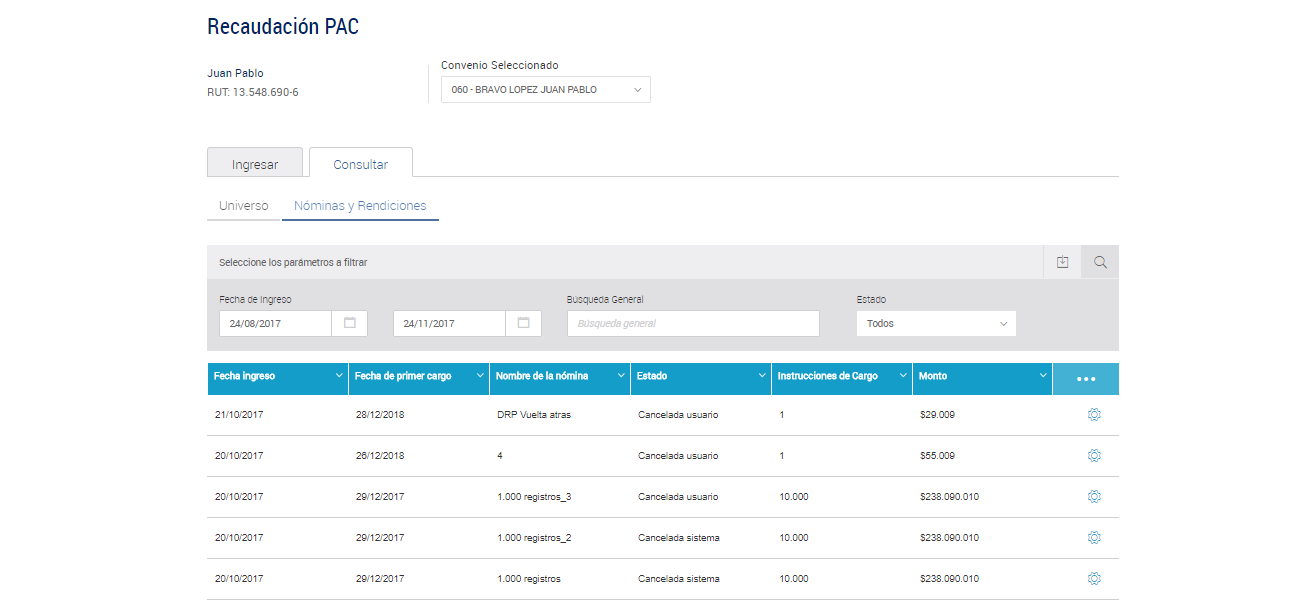 Recaudación PAC
Juan Pablo
RUT: 13.548.690-6
Convenio Seleccionado
060 - BRAVO LOPEZ JUAN PABLO
Ingresar Consultar
Universo Nóminas y Rendiciones
Seleccione los parámetros a filtrar
Fecha de Ingreso Búsqueda General Estado
24/08/2017 24/11/2017 Búsqueda general Todos
Fecha Ingreso Fecha de primer cargo Nombre de la nómina Estado Instrucciones de Cargo Monto
21/10/2017 28/12/2018 DRP Vuelta atras Cancelada usuario 1 $29.009
20/10/2017 26/12/2018 4 Cancelada usuario 1 $55.009
20/10/2017 29/12/2017 1.000 registros_3 Cancelada usuario 10.000 $238.090.010
20/10/2017 29/12/2017 1.000 registros_2 Cancelada sistema 10.000 $238.090.010
20/10/2017 29/12/2017 1.000 registros Cancelada sistema 10.000 $238.090.010